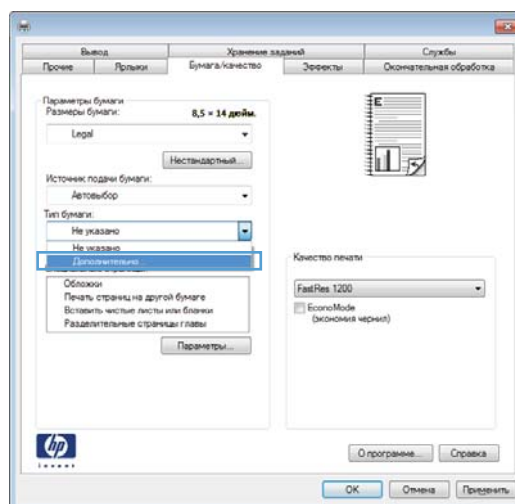 Вывод Хранение заданий Службы
Прочие Ярлыки Бумага/качество Эффекты Окончательная обработка
Параметры бумаги
Размеры бумаги: 8,5 × 14 дюйм.
Legal
Нестандартный...
Источник подачи бумаги:
Автовыбор
Тип бумаги:
Не указано
Не указано
Дополнительно...
Обложки
Печать страниц на другой бумаге
Вставить чистые листы или бланки
Разделительные страницы главы
Параметры...
E
Качество печати
FastRes 1200
EconoMode
(экономия чернил)
hp
invent
О программе... Справка
OK Отмена Применить